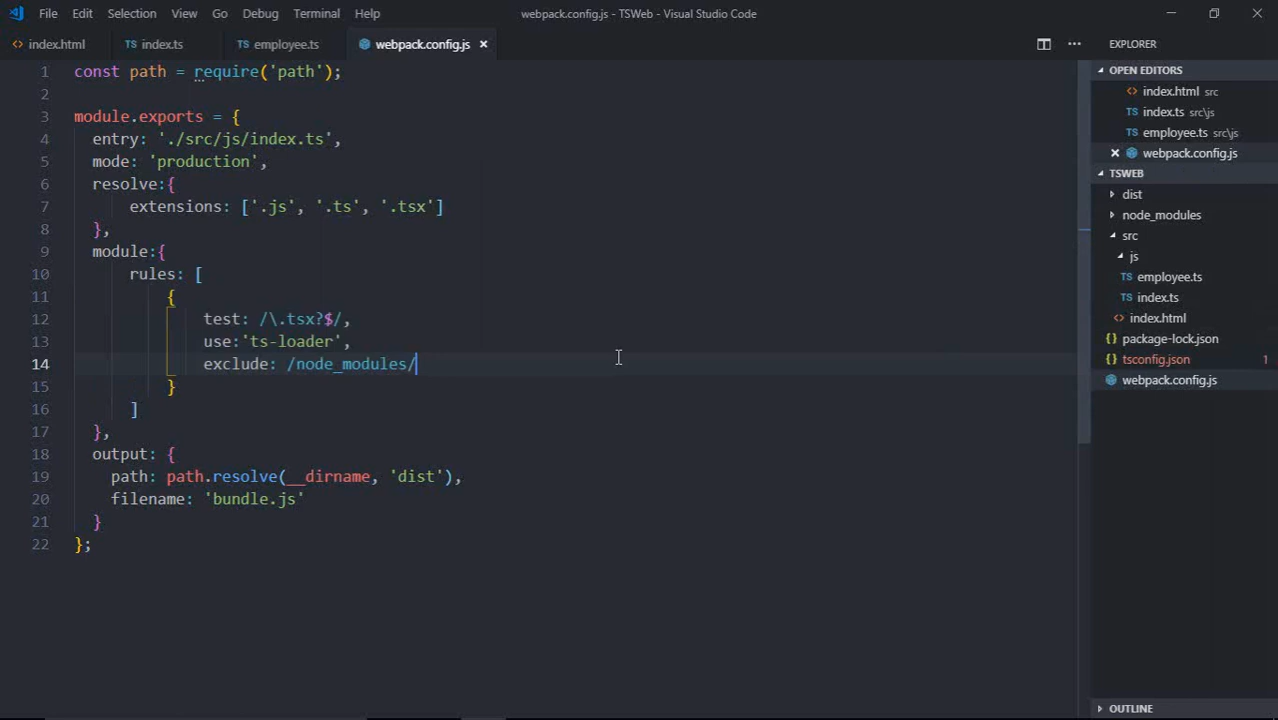 File Edit Selection View Go Debug Terminal Help webpack.config.js - TSWeb - Visual Studio Code
index.html TS index.ts TS employee.ts webpack.config.js × EXPLORER
1 const path = require('path');
2
3 module.exports = {
4 entry: './src/js/index.ts',
5 mode: 'production',
6 resolve:{
7 extensions: ['.js', '.ts', '.tsx']
8 },
9 module:{
10 rules: [
11 {
12 test: /\.tsx?$/,
13 use:'ts-loader',
14 exclude: /node_modules/
15 }
16 ]
17 },
18 output: {
19 path: path.resolve(__dirname, 'dist'),
20 filename: 'bundle.js'
21 }
22 };
OPEN EDITORS
index.html src
TS index.ts src\js
TS employee.ts src\js
× webpack.config.js
TSWEB
dist
node_modules
src
js
TS employee.ts
TS index.ts
index.html
{} package-lock.json
{} tsconfig.json 1
webpack.config.js
OUTLINE